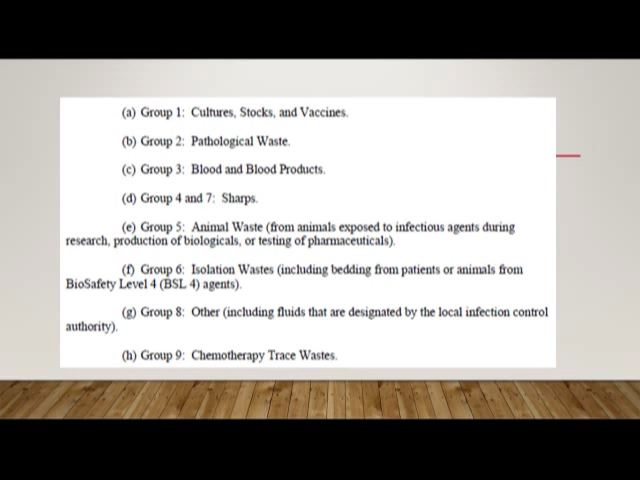 (a) Group 1: Cultures, Stocks, and Vaccines.
(b) Group 2: Pathological Waste.
(c) Group 3: Blood and Blood Products.
(d) Group 4 and 7: Sharps.
(e) Group 5: Animal Waste (from animals exposed to infectious agents during
research, production of biologicals, or testing of pharmaceuticals).
(f) Group 6: Isolation Wastes (including bedding from patients or animals from
BioSafety Level 4 (BSL 4) agents).
(g) Group 8: Other (including fluids that are designated by the local infection control
authority).
(h) Group 9: Chemotherapy Trace Wastes.